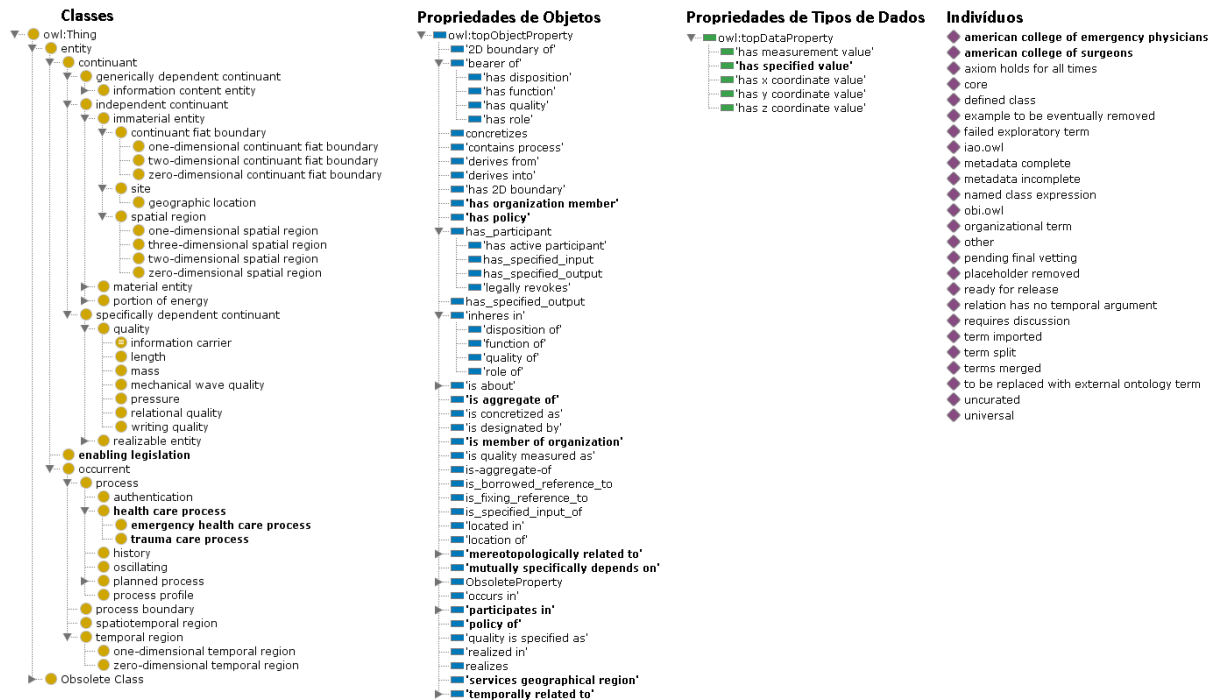 Classes
owl:Thing
entity
continuant
generically dependent continuant
information content entity
independent continuant
immaterial entity
continuant fiat boundary
one-dimensional continuant fiat boundary
two-dimensional continuant fiat boundary
zero-dimensional continuant fiat boundary
site
geographic location
spatial region
one-dimensional spatial region
three-dimensional spatial region
two-dimensional spatial region
zero-dimensional spatial region
material entity
portion of energy
specifically dependent continuant
quality
information carrier
length
mass
mechanical wave quality
pressure
relational quality
writing quality
realizable entity
enabling legislation
occurrent
process
authentication
health care process
emergency health care process
trauma care process
history
oscillating
planned process
process profile
process boundary
spatiotemporal region
temporal region
one-dimensional temporal region
zero-dimensional temporal region
Obsolete Class
Propriedades de Objetos
owl:topObjectProperty
'2D boundary of'
'bearer of'
'has disposition'
'has function'
'has quality'
'has role'
concretizes
'contains process'
'derives from'
'derives into'
'has 2D boundary'
'has organization member'
'has policy'
has_participant
'has active participant'
has_specified_input
has_specified_output
'legally revokes'
has_specified_output
'inheres in'
'disposition of'
'function of'
'quality of'
'role of'
'is about'
'is aggregate of'
'is concretized as'
'is designated by'
'is member of organization'
'is quality measured as'
is-aggregate-of
is_borrowed_reference_to
is_fixing_reference_to
is_specified_input_of
'located in'
'location of'
'mereotopologically related to'
'mutually specifically depends on'
ObsoleteProperty
'occurs in'
'participates in'
'policy of'
'quality is specified as'
'realized in'
realizes
'services geographical region'
'temporally related to'
Propriedades de Tipos de Dados
owl:topDataProperty
'has measurement value'
'has specified value'
'has x coordinate value'
'has y coordinate value'
'has z coordinate value'
Indivíduos
american college of emergency physicians
american college of surgeons
axiom holds for all times
core
defined class
example to be eventually removed
failed exploratory term
iao.owl
metadata complete
metadata incomplete
named class expression
obi.owl
organizational term
other
pending final vetting
placeholder removed
ready for release
relation has no temporal argument
requires discussion
term imported
term split
terms merged
to be replaced with external ontology term
uncurated
universal